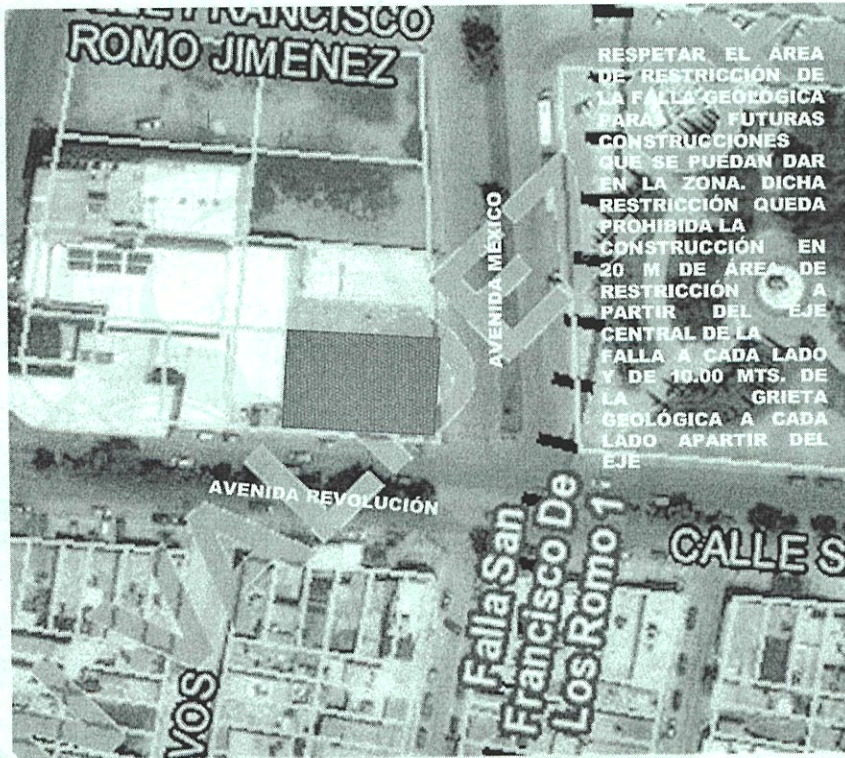 FRANCISCO
ROMO JIMENEZ
RESPETAR EL AREA
DE RESTRICCIÓN DE
LA FALLA GEOLÓGICA
PARA FUTURAS
CONSTRUCCIONES
QUE SE PUEDAN DAR
EN LA ZONA. DICHA
RESTRICCIÓN QUEDA
PROHIBIDA LA
CONSTRUCCIÓN EN
20 M DE ÁREA DE
RESTRICCIÓN A
PARTIR DEL EJE
CENTRAL DE LA
FALLA A CADA LADO
Y DE 10.00 MTS. DE
LA GRIETA
GEOLÓGICA A CADA
LADO APARTIR DEL
EJE
AVENIDA MÉXICO
AVENIDA REVOLUCIÓN
Falla San
Francisco De
Los Romo 1
CALLE S
VOS